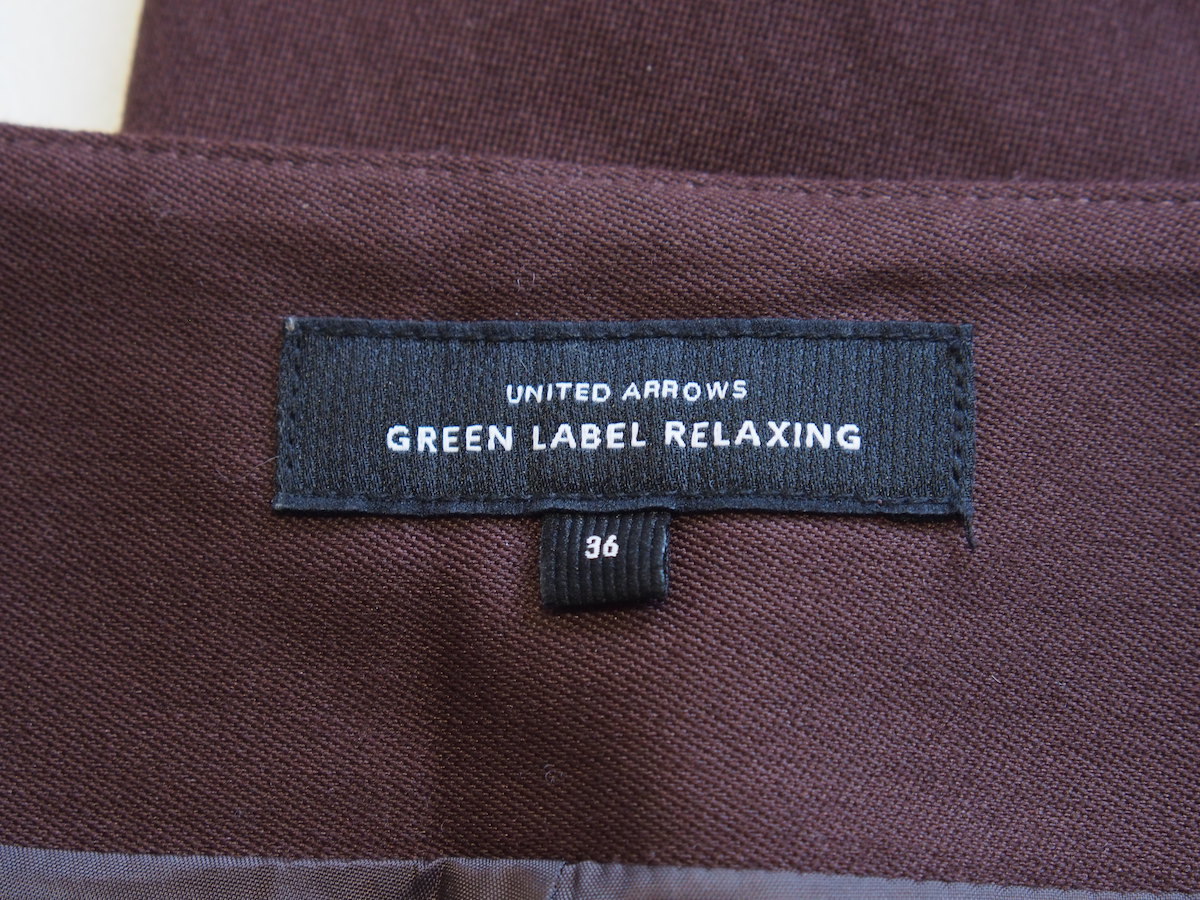 UNITED ARROWS
GREEN LABEL RELAXING
36